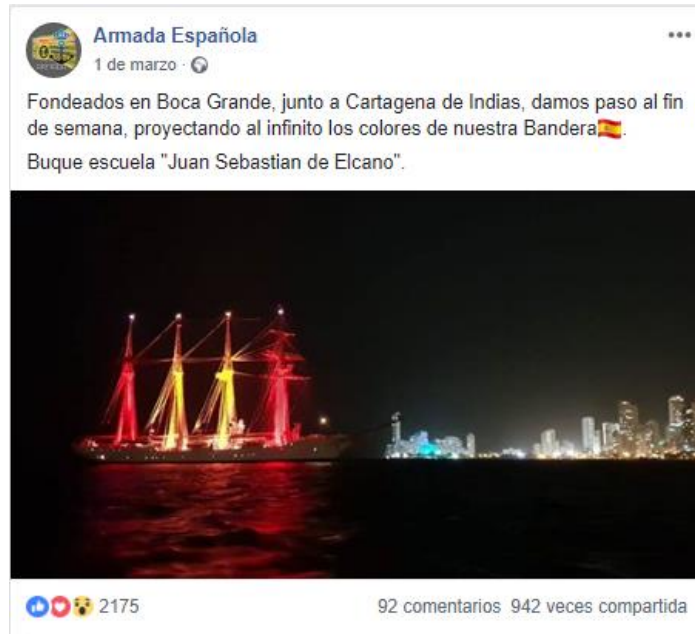 Armada Española
1 de marzo ·
Fondeados en Boca Grande, junto a Cartagena de Indias, damos paso al fin
de semana, proyectando al infinito los colores de nuestra Bandera🇪🇸.
Buque escuela "Juan Sebastian de Elcano".
2175
92 comentarios 942 veces compartida